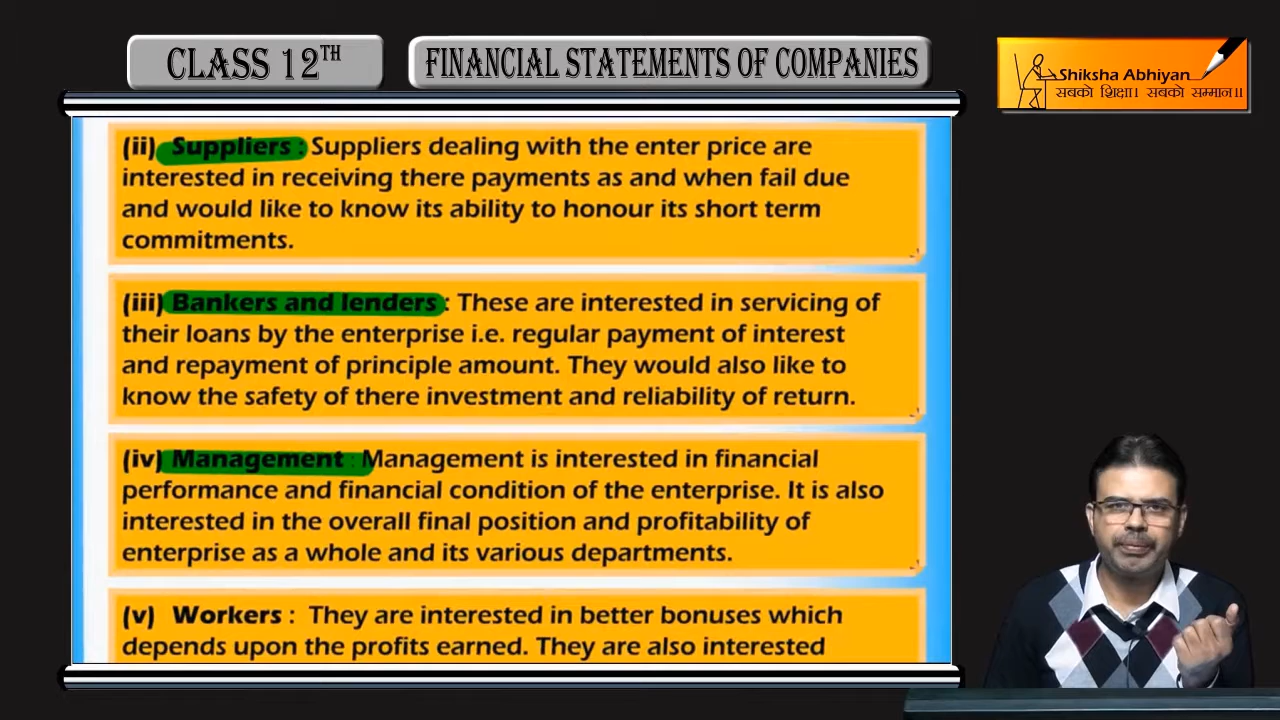 CLASS 12TH
FINANCIAL STATEMENTS OF COMPANIES
Shiksha Abhiyan
सबको शिक्षा। सबको सम्मान॥
(ii) Suppliers : Suppliers dealing with the enter price are
interested in receiving there payments as and when fail due
and would like to know its ability to honour its short term
commitments.
(iii) Bankers and lenders : These are interested in servicing of
their loans by the enterprise i.e. regular payment of interest
and repayment of principle amount. They would also like to
know the safety of there investment and reliability of return.
(iv) Management : Management is interested in financial
performance and financial condition of the enterprise. It is also
interested in the overall final position and profitability of
enterprise as a whole and its various departments.
(v) Workers : They are interested in better bonuses which
depends upon the profits earned. They are also interested